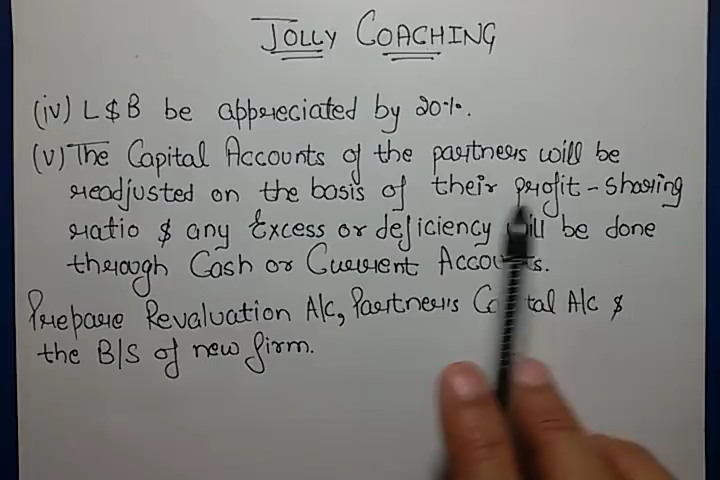 JOLLY COACHING
(iv) L $ B be appreciated by 20%.
(v) The Capital Accounts of the partners will be
readjusted on the basis of their profit - sharing
ratio $ any Excess or deficiency will be done
through Cash or Current Accounts.
Prepare Revaluation A/c, Partner's Capital A/c $
the B/S of new firm.